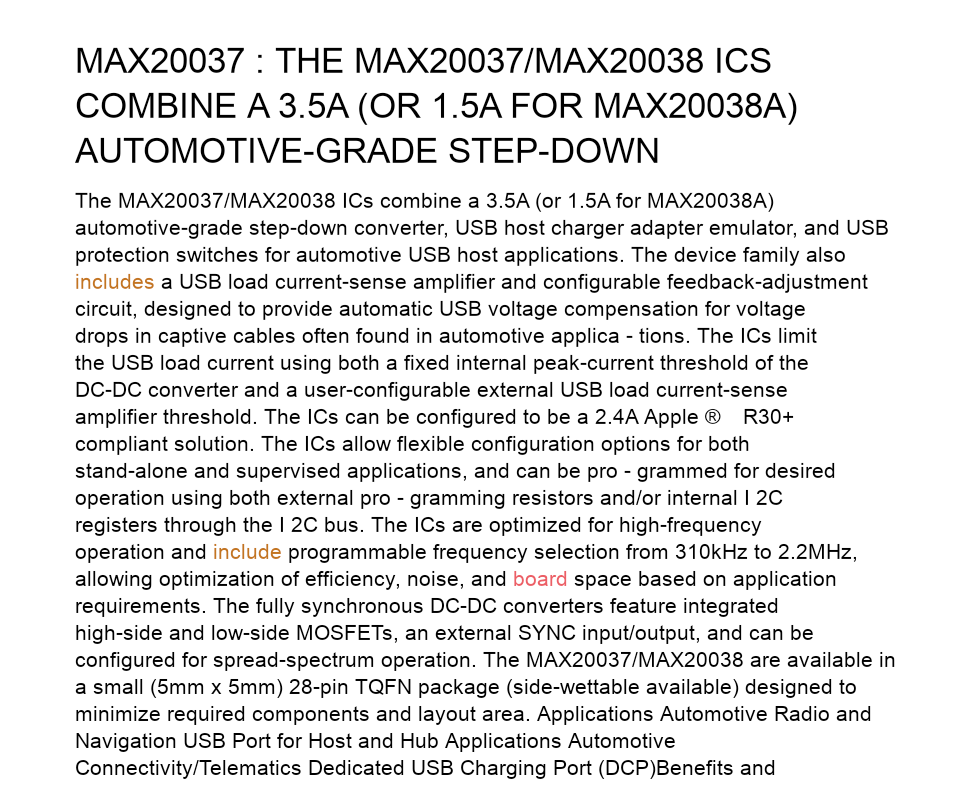 MAX20037 : THE MAX20037/MAX20038 ICS
COMBINE A 3.5A (OR 1.5A FOR MAX20038A)
AUTOMOTIVE-GRADE STEP-DOWN
The MAX20037/MAX20038 ICs combine a 3.5A (or 1.5A for MAX20038A)
automotive-grade step-down converter, USB host charger adapter emulator, and USB
protection switches for automotive USB host applications. The device family also
includes a USB load current-sense amplifier and configurable feedback-adjustment
circuit, designed to provide automatic USB voltage compensation for voltage
drops in captive cables often found in automotive applica - tions. The ICs limit
the USB load current using both a fixed internal peak-current threshold of the
DC-DC converter and a user-configurable external USB load current-sense
amplifier threshold. The ICs can be configured to be a 2.4A Apple ® R30+
compliant solution. The ICs allow flexible configuration options for both
stand-alone and supervised applications, and can be pro - grammed for desired
operation using both external pro - gramming resistors and/or internal I 2C
registers through the I 2C bus. The ICs are optimized for high-frequency
operation and include programmable frequency selection from 310kHz to 2.2MHz,
allowing optimization of efficiency, noise, and board space based on application
requirements. The fully synchronous DC-DC converters feature integrated
high-side and low-side MOSFETs, an external SYNC input/output, and can be
configured for spread-spectrum operation. The MAX20037/MAX20038 are available in
a small (5mm x 5mm) 28-pin TQFN package (side-wettable available) designed to
minimize required components and layout area. Applications Automotive Radio and
Navigation USB Port for Host and Hub Applications Automotive
Connectivity/Telematics Dedicated USB Charging Port (DCP)Benefits and